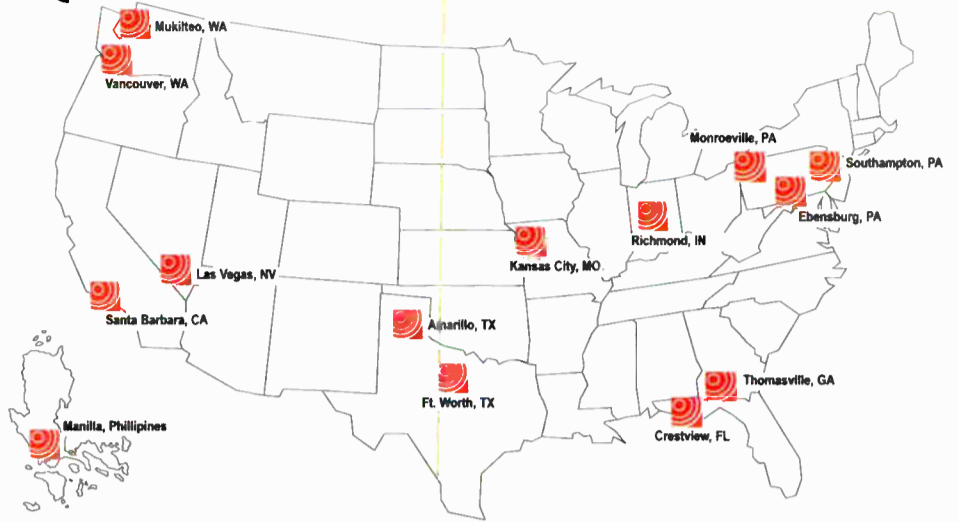 Mukilteo, WA
Vancouver, WA
Monroeville, PA
Southampton, PA
Ebensburg, PA
Richmond, IN
Kansas City, MO
Las Vegas, NV
Santa Barbara, CA
Amarillo, TX
Ft. Worth, TX
Thomasville, GA
Crestview, FL
Manilla, Phillipines